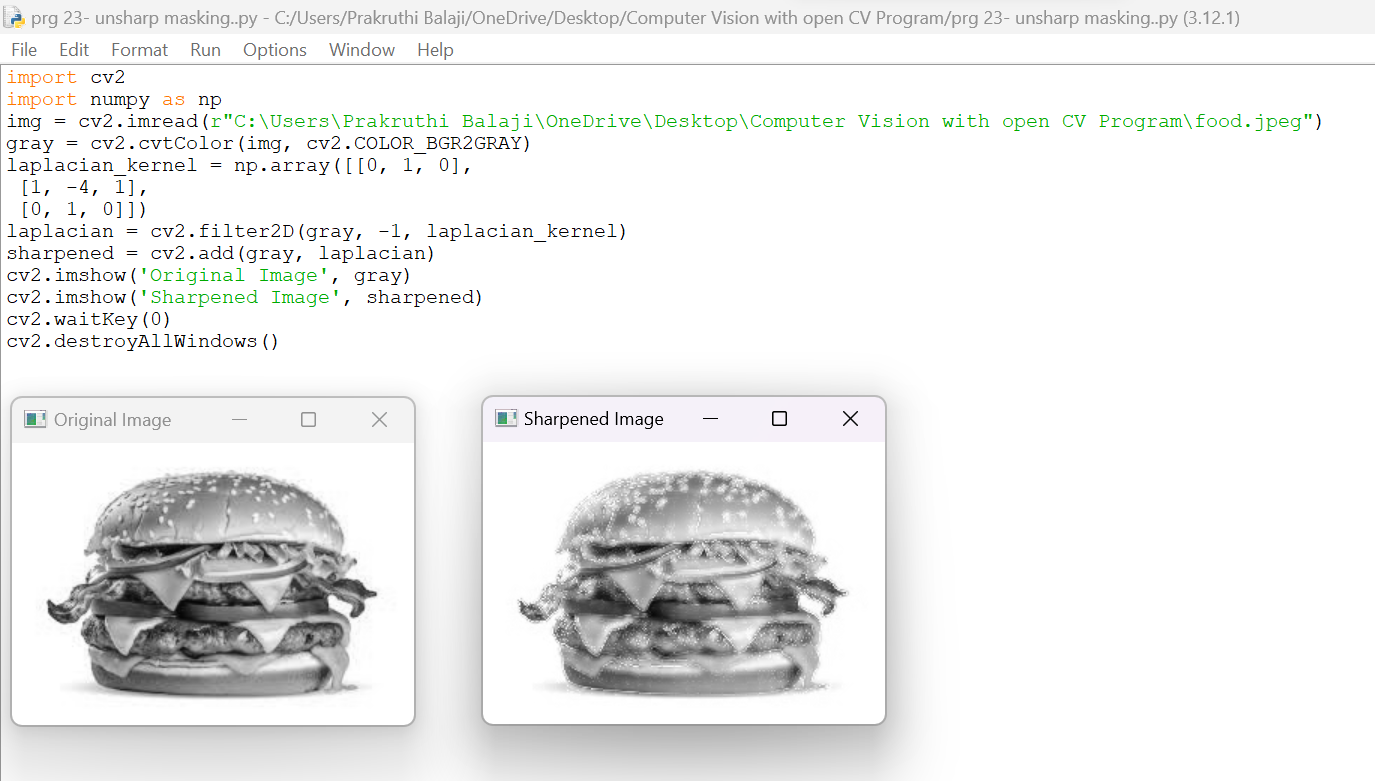 prg 23- unsharp masking..py - C:/Users/Prakruthi Balaji/OneDrive/Desktop/Computer Vision with open CV Program/prg 23- unsharp masking..py (3.12.1)
File Edit Format Run Options Window Help
import cv2
import numpy as np
img = cv2.imread(r"C:\Users\Prakruthi Balaji\OneDrive\Desktop\Computer Vision with open CV Program\food.jpeg")
gray = cv2.cvtColor(img, cv2.COLOR_BGR2GRAY)
laplacian_kernel = np.array([[0, 1, 0],
 [1, -4, 1],
 [0, 1, 0]])
laplacian = cv2.filter2D(gray, -1, laplacian_kernel)
sharpened = cv2.add(gray, laplacian)
cv2.imshow('Original Image', gray)
cv2.imshow('Sharpened Image', sharpened)
cv2.waitKey(0)
cv2.destroyAllWindows()
Original Image
Sharpened Image